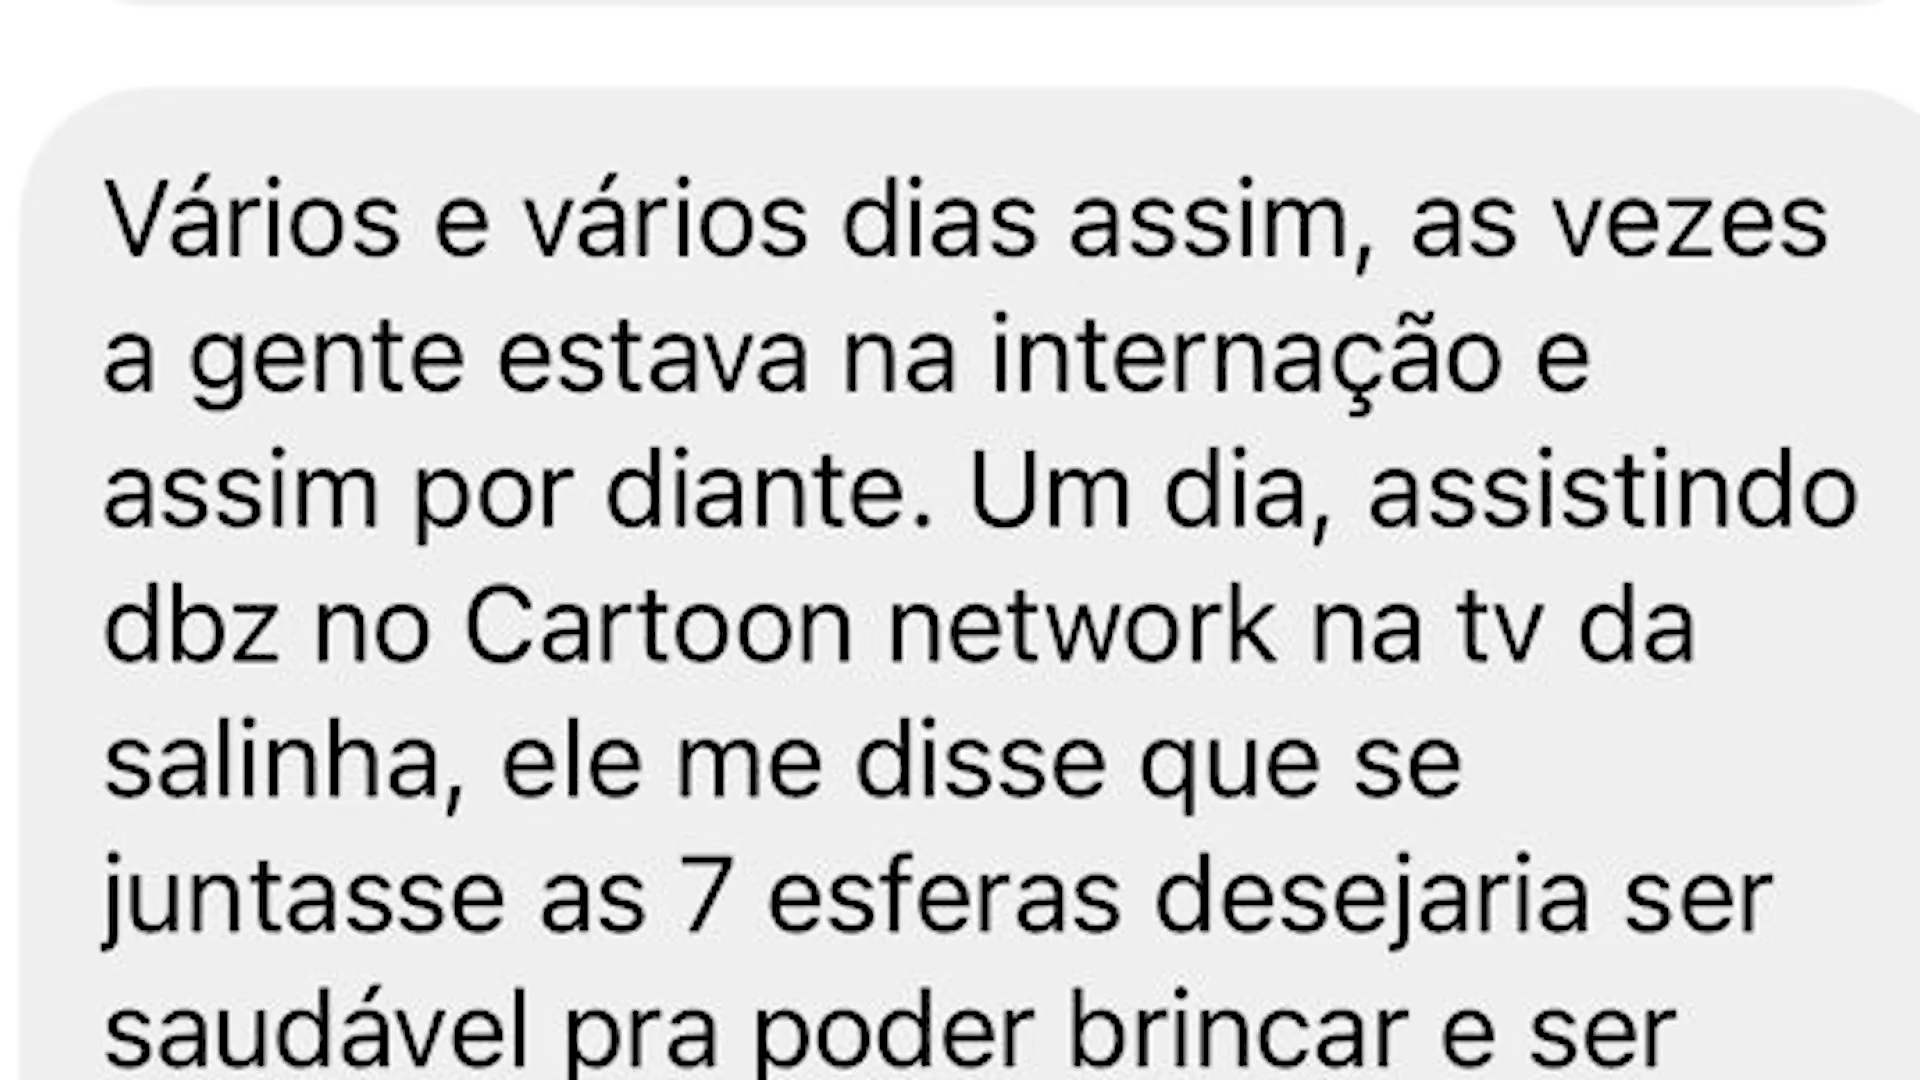 Vários e vários dias assim, as vezes
a gente estava na internação e
assim por diante. Um dia, assistindo
dbz no Cartoon network na tv da
salinha, ele me disse que se
juntasse as 7 esferas desejaria ser
saudável pra poder brincar e ser